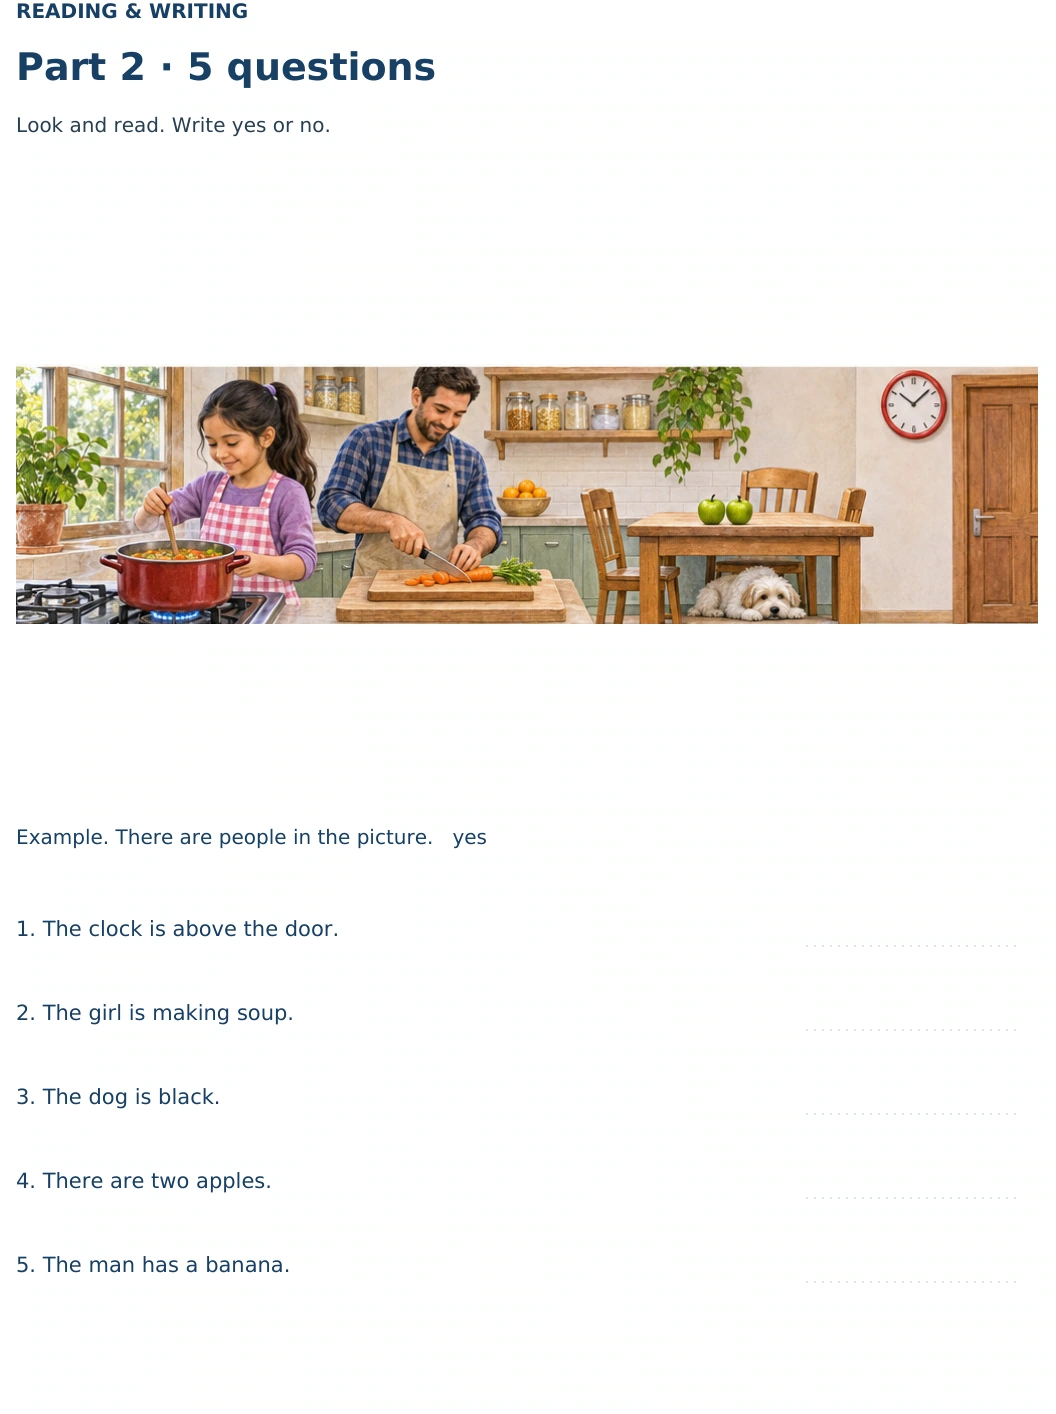 READING & WRITING
Part 2 · 5 questions
Look and read. Write yes or no.
Example. There are people in the picture. yes
1. The clock is above the door.
2. The girl is making soup.
3. The dog is black.
4. There are two apples.
5. The man has a banana.